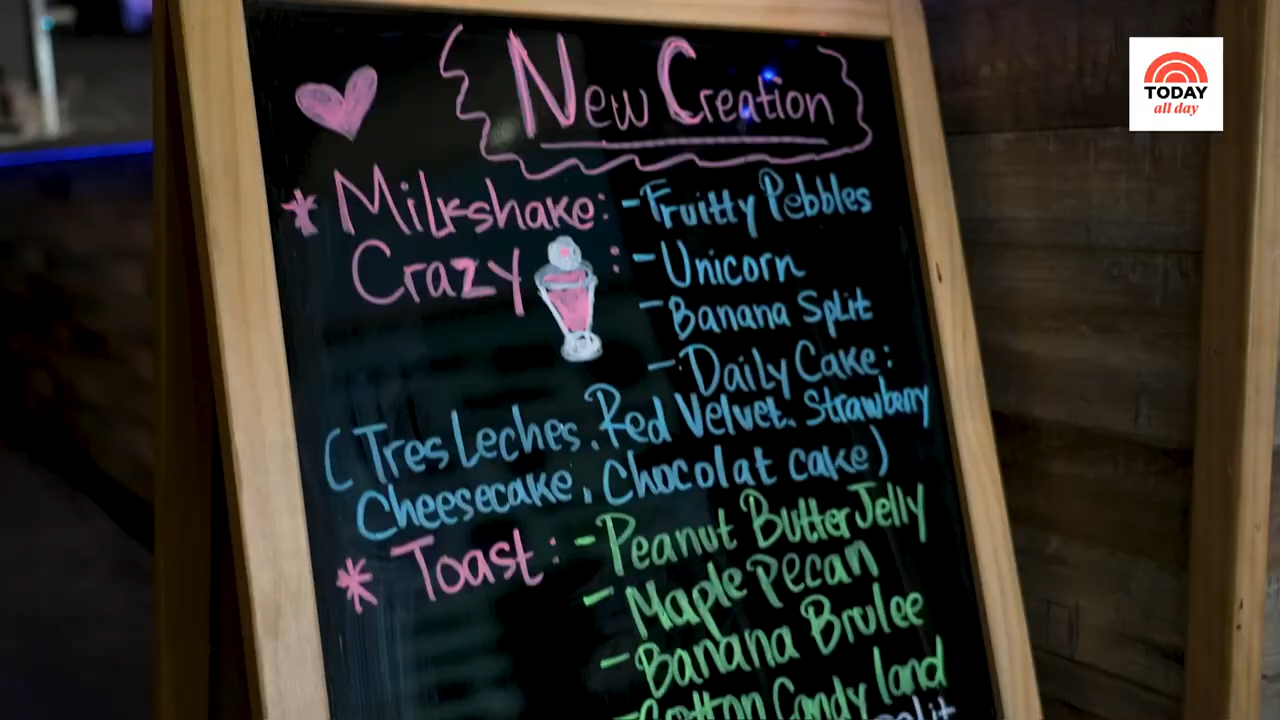 New Creation
* Milkshake: - Fruitty Pebbles
Crazy : - Unicorn
- Banana Split
- Daily Cake:
(Tres Leches, Red Velvet, Strawberry
Cheesecake, Chocolat cake)
* Toast: - Peanut Butter Jelly
- Maple Pecan
- Banana Brulee
- Cotton Candy land
split
TODAY
all day